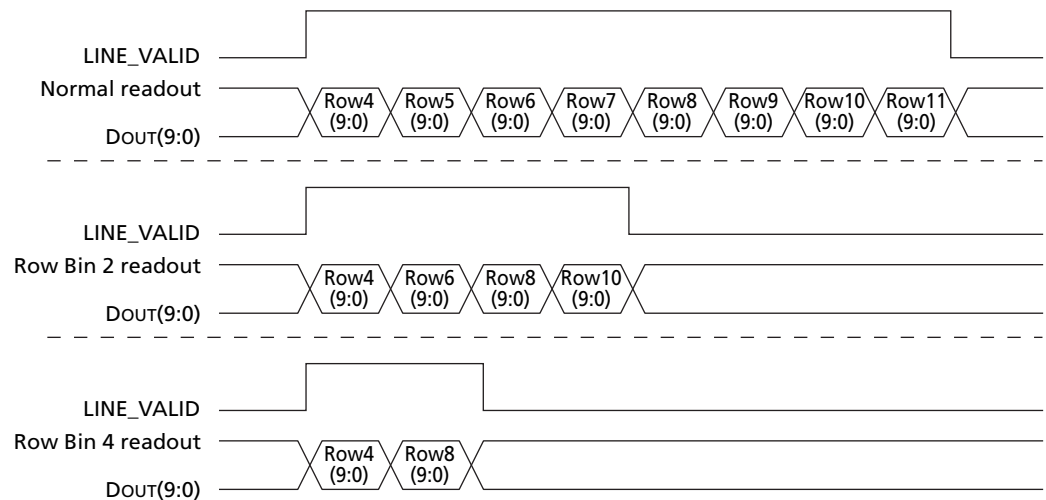 LINE_VALID
Normal readout
Row4 Row5 Row6 Row7 Row8 Row9 Row10 Row11
(9:0) (9:0) (9:0) (9:0) (9:0) (9:0) (9:0) (9:0)
DOUT(9:0)
LINE_VALID
Row Bin 2 readout
Row4 Row6 Row8 Row10
(9:0) (9:0) (9:0) (9:0)
DOUT(9:0)
LINE_VALID
Row Bin 4 readout
Row4 Row8
(9:0) (9:0)
DOUT(9:0)